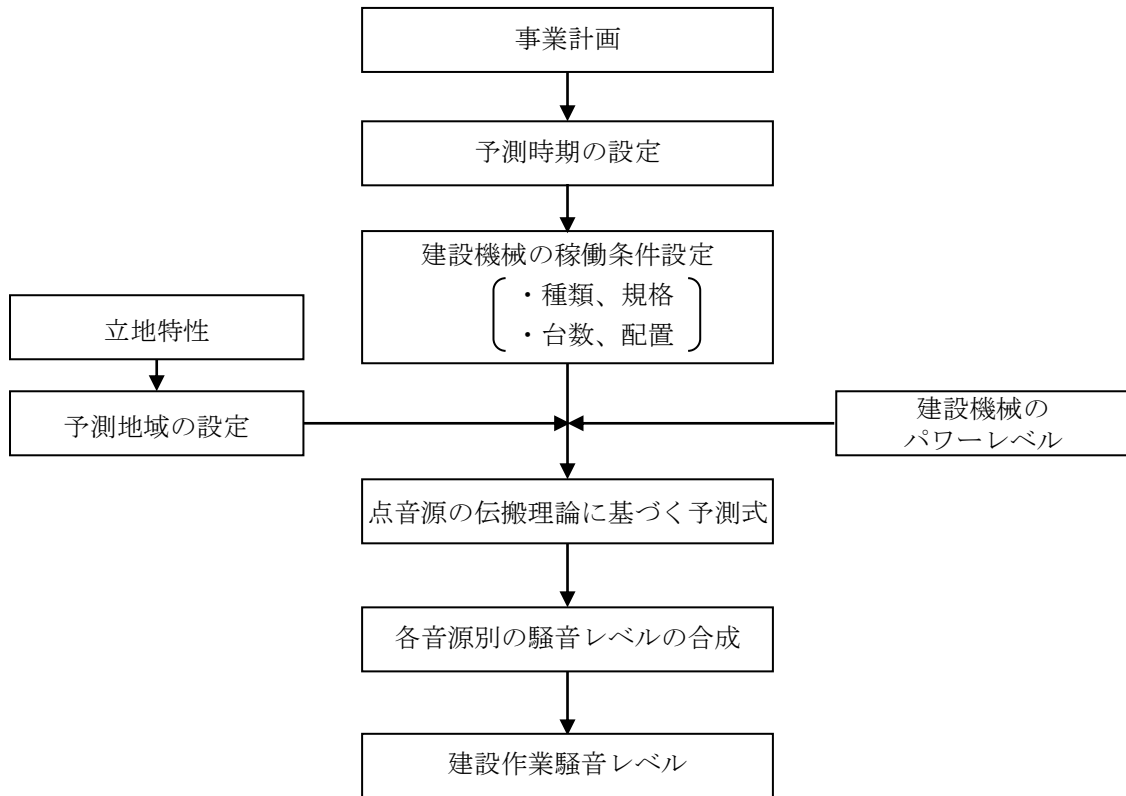 事業計画
予測時期の設定
建設機械の稼働条件設定
・種類、規格
・台数、配置
立地特性
予測地域の設定
建設機械の
パワーレベル
点音源の伝搬理論に基づく予測式
各音源別の騒音レベルの合成
建設作業騒音レベル